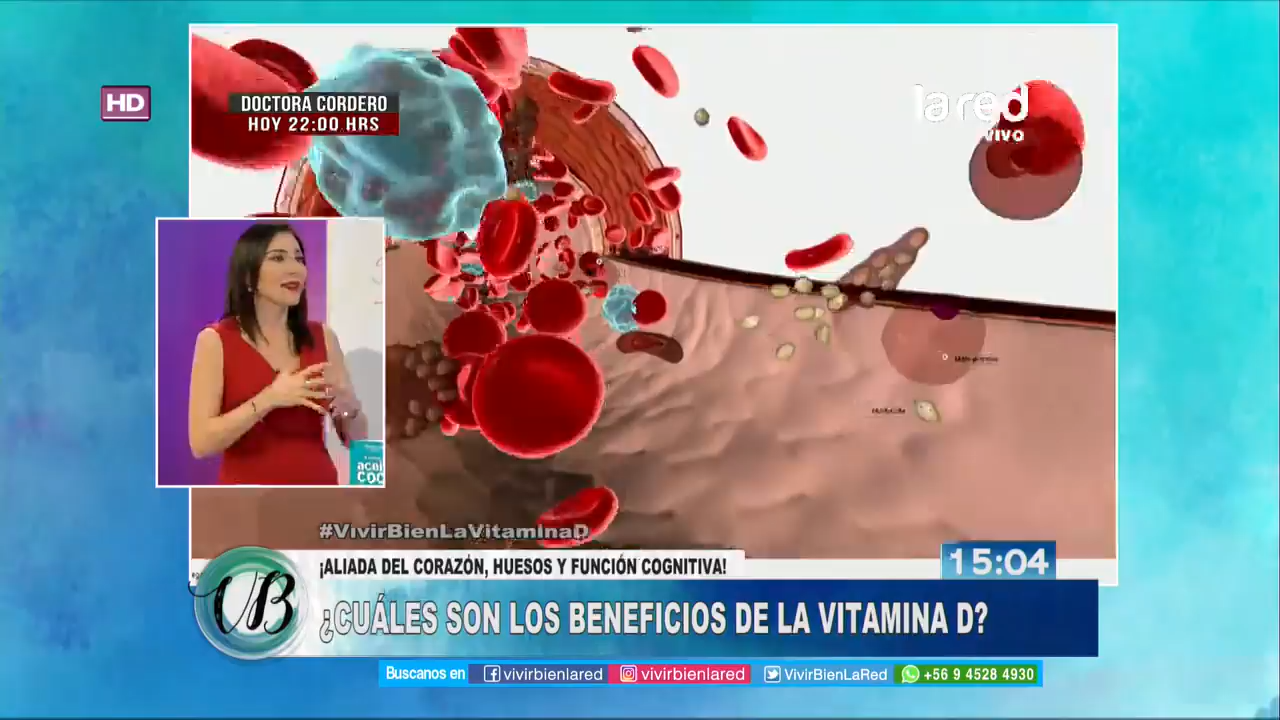 HD
DOCTORA CORDERO
HOY 22:00 HRS
la red
VIVO
#VivirBienLaVitaminaD
¡ALIADA DEL CORAZÓN, HUESOS Y FUNCIÓN COGNITIVA!
15:04
VB
¿CUÁLES SON LOS BENEFICIOS DE LA VITAMINA D?
Buscanos en
vivirbienlared
vivirbienlared
VivirBienLaRed
+56 9 4528 4930